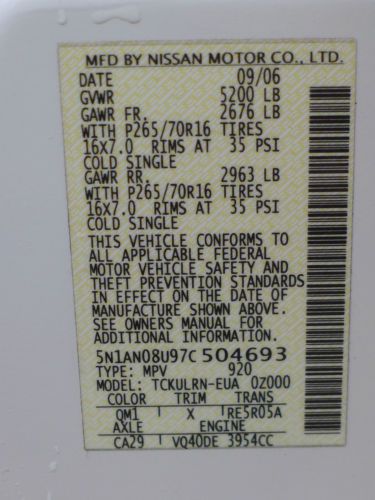 MFD BY NISSAN MOTOR CO., LTD.
DATE 09/06
GVWR 5200 LB
GAWR FR. 2676 LB
WITH P265/70R16 TIRES
16X7.0 RIMS AT 35 PSI
COLD SINGLE
GAWR RR. 2963 LB
WITH P265/70R16 TIRES
16X7.0 RIMS AT 35 PSI
COLD SINGLE
THIS VEHICLE CONFORMS TO
ALL APPLICABLE FEDERAL
MOTOR VEHICLE SAFETY AND
THEFT PREVENTION STANDARDS
IN EFFECT ON THE DATE OF
MANUFACTURE SHOWN ABOVE.
SEE OWNERS MANUAL FOR
ADDITIONAL INFORMATION.
5N1AN08U97C504693
TYPE: MPV 920
MODEL: TCKULRN-EUA 0Z000
COLOR TRIM TRANS
QM1 X RE5R05A
AXLE ENGINE
CA29 VQ40DE 3954CC